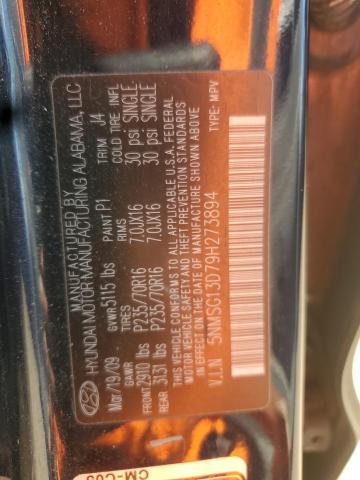 MANUFACTURED BY
HYUNDAI MOTOR MANUFACTURING ALABAMA, LLC
Mar/19/09 GVWR 5115 lbs PAINT P1 TRIM J4
GAWR TIRES RIMS COLD TIRE INFL
FRONT 2910 lbs P235/70R16 7.0JX16 30 psi SINGLE
REAR 3131 lbs P235/70R16 7.0JX16 30 psi SINGLE
THIS VEHICLE CONFORMS TO ALL APPLICABLE U.S.A. FEDERAL
MOTOR VEHICLE SAFETY AND THEFT PREVENTION STANDARDS
IN EFFECT ON THE DATE OF MANUFACTURE SHOWN ABOVE.
V.I.N 5NMSG13D79H273894 TYPE: MPV
CM-C03